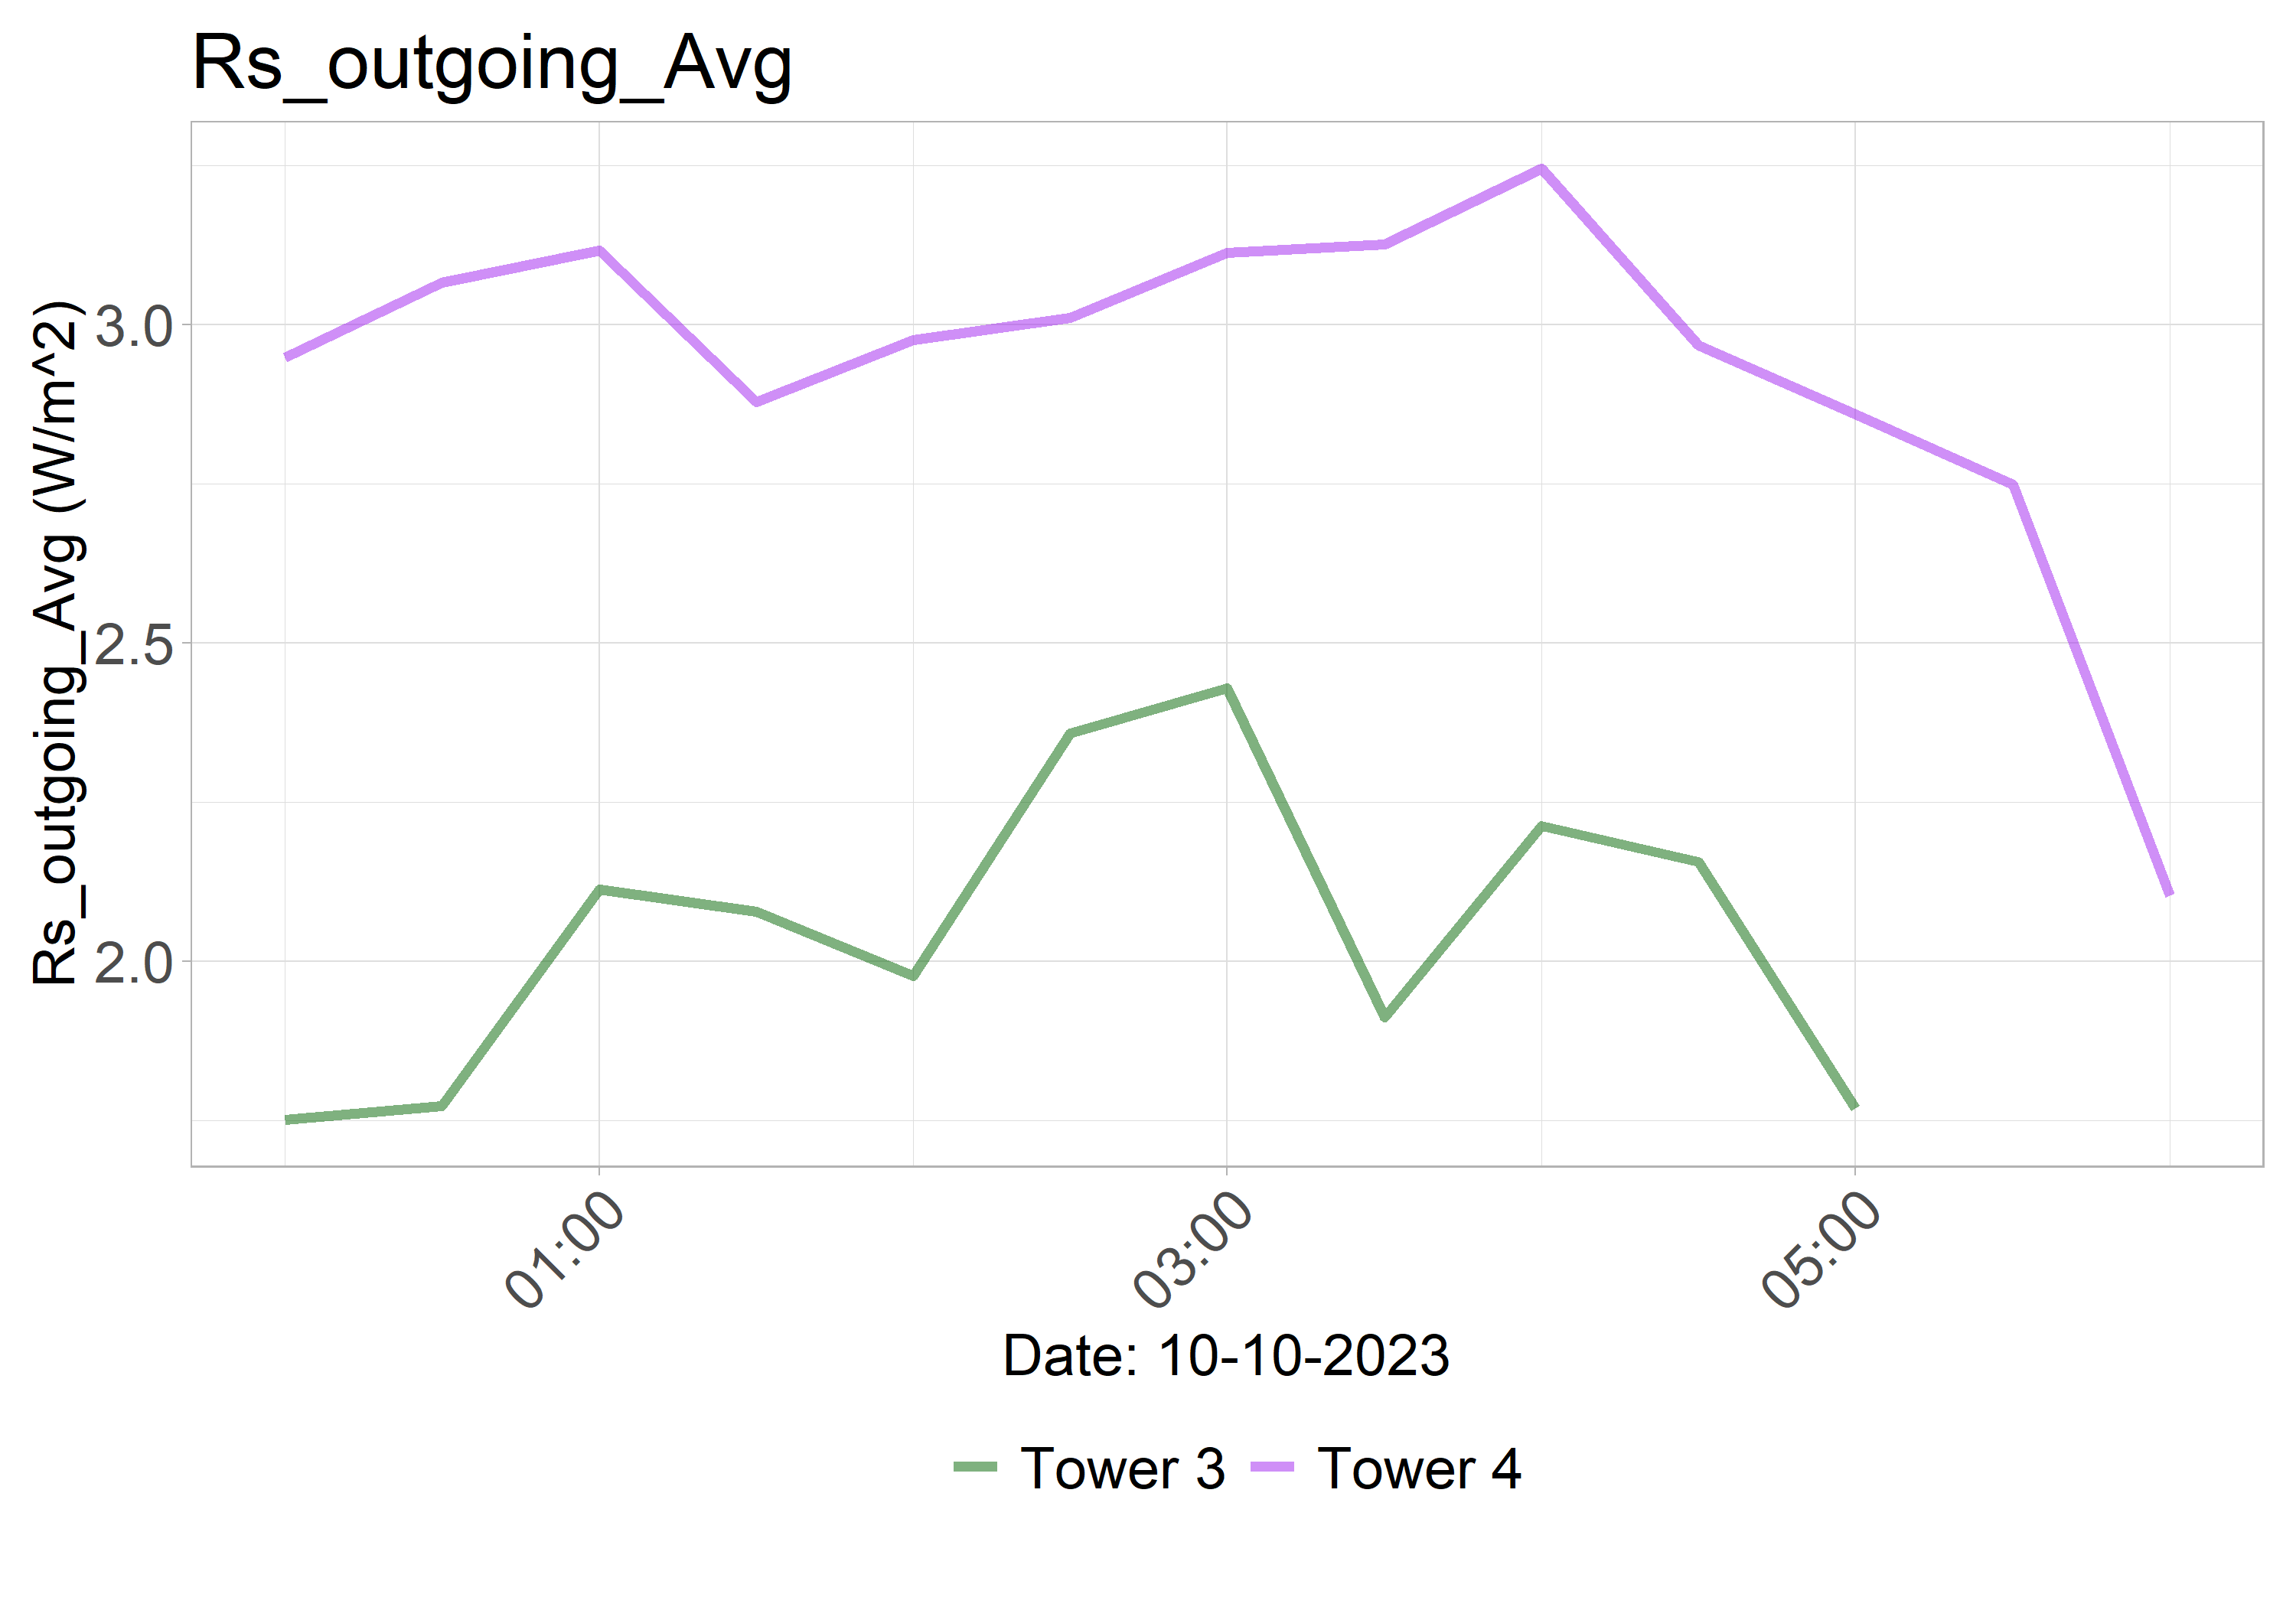 Rs_outgoing_Avg
Rs_outgoing_Avg (W/m^2)
3.0
2.5
2.0
01:00
03:00
05:00
Date: 10-10-2023
Tower 3
Tower 4